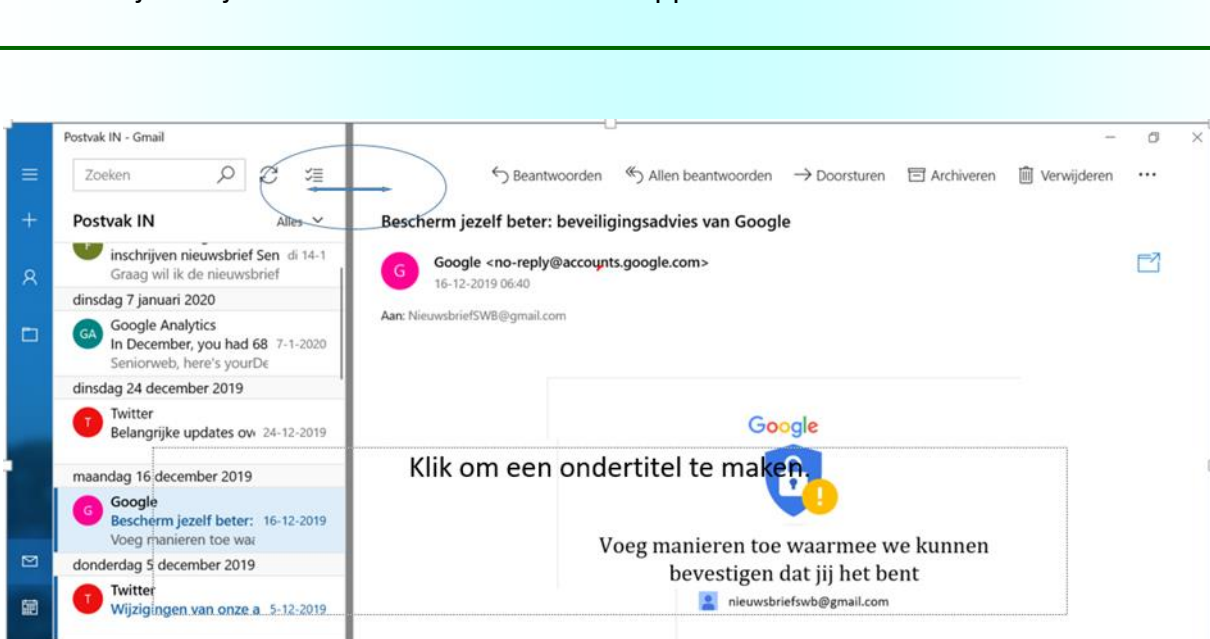 Postvak IN - Gmail
Zoeken
Beantwoorden Allen beantwoorden Doorsturen Archiveren Verwijderen ...
Postvak IN Alles
inschrijven nieuwsbrief Sen di 14-1
Graag wil ik de nieuwsbrief
dinsdag 7 januari 2020
GA Google Analytics
In December, you had 68 7-1-2020
Seniorweb, here's yourDe
dinsdag 24 december 2019
T Twitter
Belangrijke updates ov 24-12-2019
maandag 16 december 2019
G Google
Bescherm jezelf beter: 16-12-2019
Voeg manieren toe waa
donderdag 5 december 2019
T Twitter
Wijzigingen van onze a 5-12-2019
Bescherm jezelf beter: beveiligingsadvies van Google
G Google <no-reply@accounts.google.com>
16-12-2019 06:40
Aan: NieuwsbriefSWB@gmail.com
Google
Klik om een ondertitel te maken.
Voeg manieren toe waarmee we kunnen
bevestigen dat jij het bent
nieuwsbriefswb@gmail.com